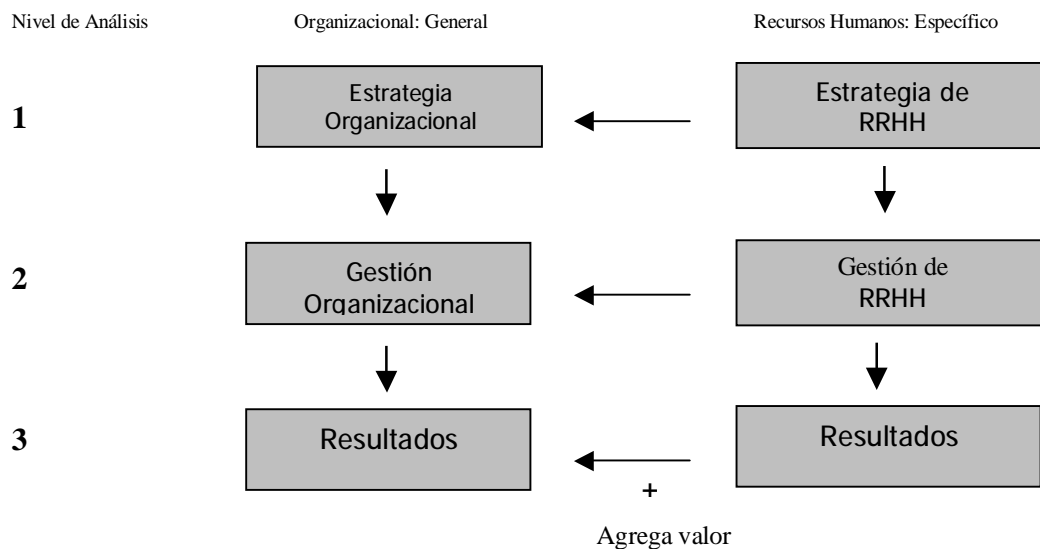 Nivel de Análisis
Organizacional: General
Recursos Humanos: Específico
1
Estrategia
Organizacional
Estrategia de
RRHH
2
Gestión
Organizacional
Gestión de
RRHH
3
Resultados
Resultados
+
Agrega valor